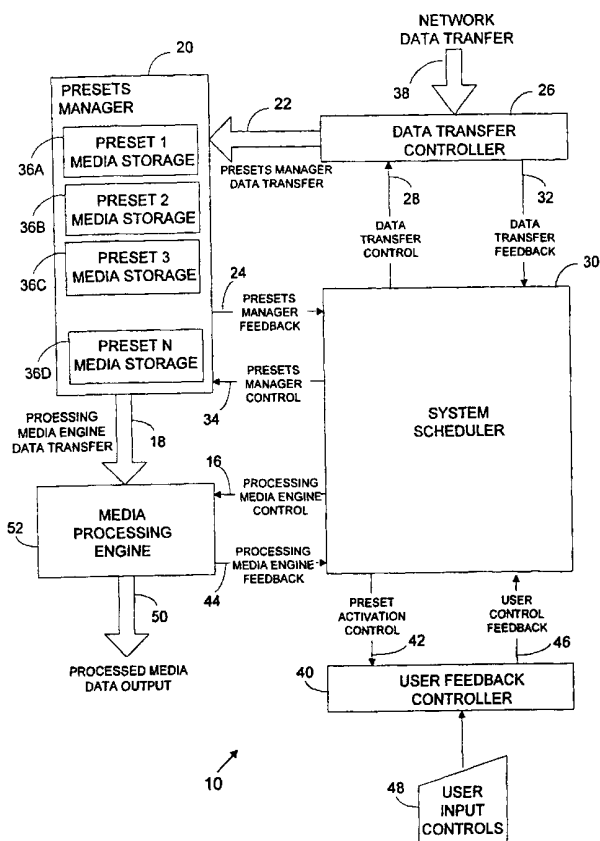 NETWORK
DATA TRANFER
38
20
PRESETS
MANAGER
22
26
DATA TRANSFER
CONTROLLER
PRESETS MANAGER
DATA TRANSFER
36A
PRESET 1
MEDIA STORAGE
36B
PRESET 2
MEDIA STORAGE
36C
PRESET 3
MEDIA STORAGE
36D
PRESET N
MEDIA STORAGE
28
DATA
TRANSFER
CONTROL
32
DATA
TRANSFER
FEEDBACK
30
24
PRESETS
MANAGER
FEEDBACK
PRESETS
MANAGER
CONTROL
34
SYSTEM
SCHEDULER
PROESSING
MEDIA ENGINE
DATA TRANSFER
18
16
PROCESSING
MEDIA ENGINE
CONTROL
52
MEDIA
PROCESSING
ENGINE
PROCESSING
MEDIA ENGINE
FEEDBACK
44
50
PROCESSED MEDIA
DATA OUTPUT
PRESET
ACTIVATION
CONTROL
42
USER
CONTROL
FEEDBACK
46
40
USER FEEDBACK
CONTROLLER
10
48
USER
INPUT
CONTROLS